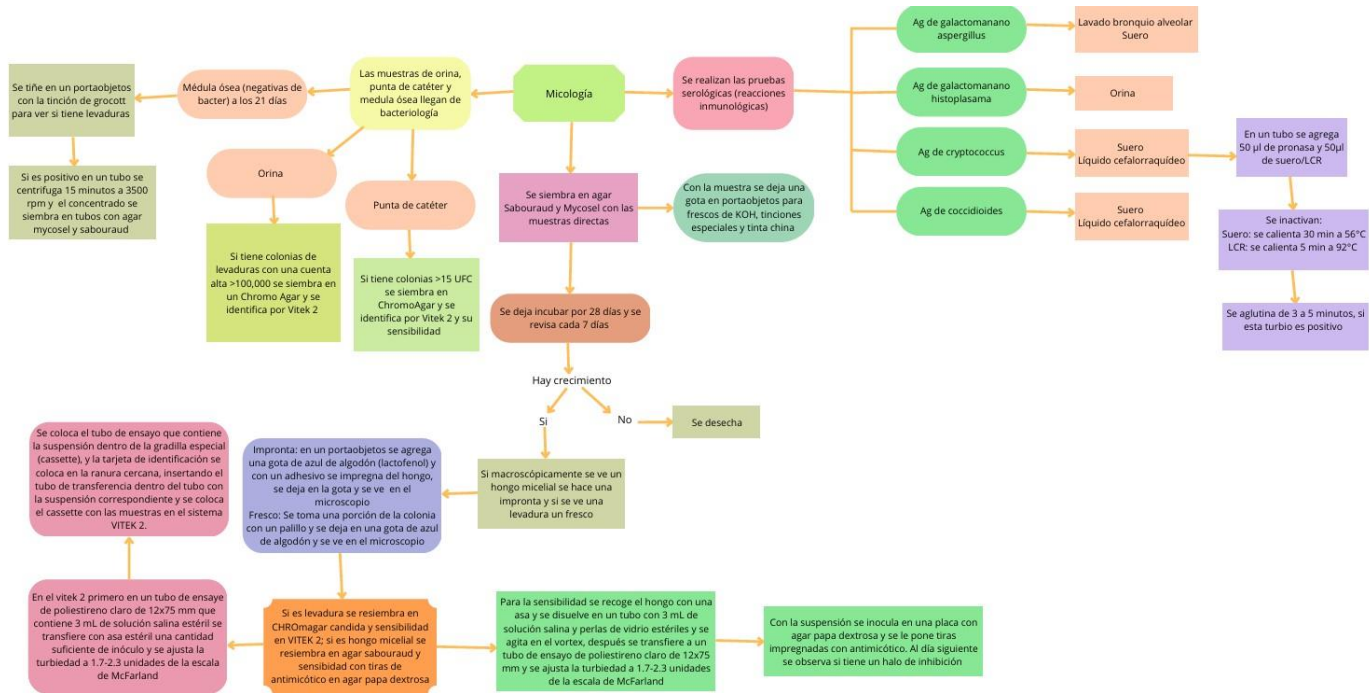 Micología
Las muestras de orina,
punta de catéter y
medula ósea llegan de
bacteriología
Médula ósea (negativas de
bacter) a los 21 días
Se tiñe en un portaobjetos
con la tinción de grocott
para ver si tiene levaduras
Si es positivo en un tubo se
centrifuga 15 minutos a 3500
rpm y el concentrado se
siembra en tubos con agar
mycosel y sabouraud
Orina
Si tiene colonias de
levaduras con una cuenta
alta >100,000 se siembra en
un Chromo Agar y se
identifica por Vitek 2
Punta de catéter
Si tiene colonias >15 UFC
se siembra en
ChromoAgar y se
identifica por Vitek 2 y su
sensibilidad
Se realizan las pruebas
serológicas (reacciones
inmunológicas)
Ag de galactomanano
aspergillus
Lavado bronquio alveolar
Suero
Ag de galactomanano
histoplasama
Orina
Ag de cryptococcus
Suero
Líquido cefalorraquídeo
En un tubo se agrega
50 µl de pronasa y 50µl
de suero/LCR
Se inactivan:
Suero: se calienta 30 min a 56°C
LCR: se calienta 5 min a 92°C
Se aglutina de 3 a 5 minutos, si
esta turbio es positivo
Ag de coccidioides
Suero
Líquido cefalorraquídeo
Se siembra en agar
Sabouraud y Mycosel con las
muestras directas
Con la muestra se deja una
gota en portaobjetos para
frescos de KOH, tinciones
especiales y tinta china
Se deja incubar por 28 días y se
revisa cada 7 días
Hay crecimiento
Si
No
Se desecha
Si macroscópicamente se ve un
hongo micelial se hace una
impronta y si se ve una
levadura un fresco
Impronta: en un portaobjetos se agrega
una gota de azul de algodón (lactofenol) y
con un adhesivo se impregna del hongo,
se deja en la gota y se ve en el
microscopio
Fresco: Se toma una porción de la colonia
con un palillo y se deja en una gota de azul
de algodón y se ve en el microscopio
Si es levadura se resiembra en
CHROmagar candida y sensibilidad
en VITEK 2; si es hongo micelial se
resiembra en agar sabouraud y
sensibidad con tiras de
antimicótico en agar papa dextrosa
En el vitek 2 primero en un tubo de ensaye
de poliestireno claro de 12x75 mm que
contiene 3 mL de solución salina estéril se
transfiere con asa estéril una cantidad
suficiente de inóculo y se ajusta la
turbiedad a 1.7-2.3 unidades de la escala
de McFarland
Se coloca el tubo de ensayo que contiene
la suspensión dentro de la gradilla especial
(cassette), y la tarjeta de identificación se
coloca en la ranura cercana, insertando el
tubo de transferencia dentro del tubo con
la suspensión correspondiente y se coloca
el cassette con las muestras en el sistema
VITEK 2.
Para la sensibilidad se recoge el hongo con una
asa y se disuelve en un tubo con 3 mL de
solución salina y perlas de vidrio estériles y se
agita en el vortex, después se transfiere a un
tubo de ensayo de poliestireno claro de 12x75
mm y se ajusta la turbiedad a 1.7-2.3 unidades
de la escala de McFarland
Con la suspensión se inocula en una placa con
agar papa dextrosa y se le pone tiras
impregnadas con antimicótico. Al día siguiente
se observa si tiene un halo de inhibición